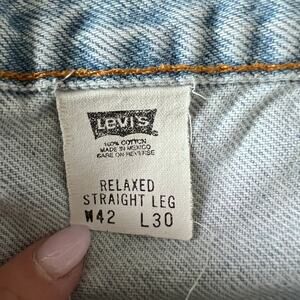 Levi's
100% COTTON
MADE IN MEXICO
CARE ON REVERSE
RELAXED
STRAIGHT LEG
W42 L30